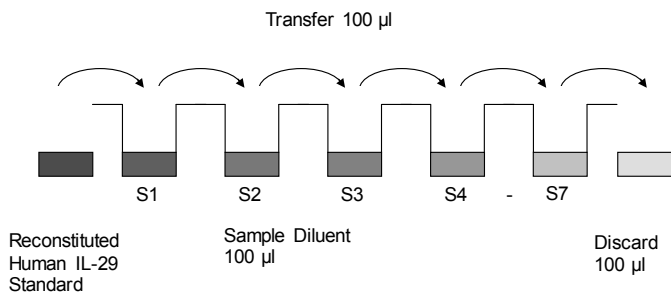 Transfer 100 µl
S1 S2 S3 S4 - S7
Reconstituted
Human IL-29
Standard
Sample Diluent
100 µl
Discard
100 µl